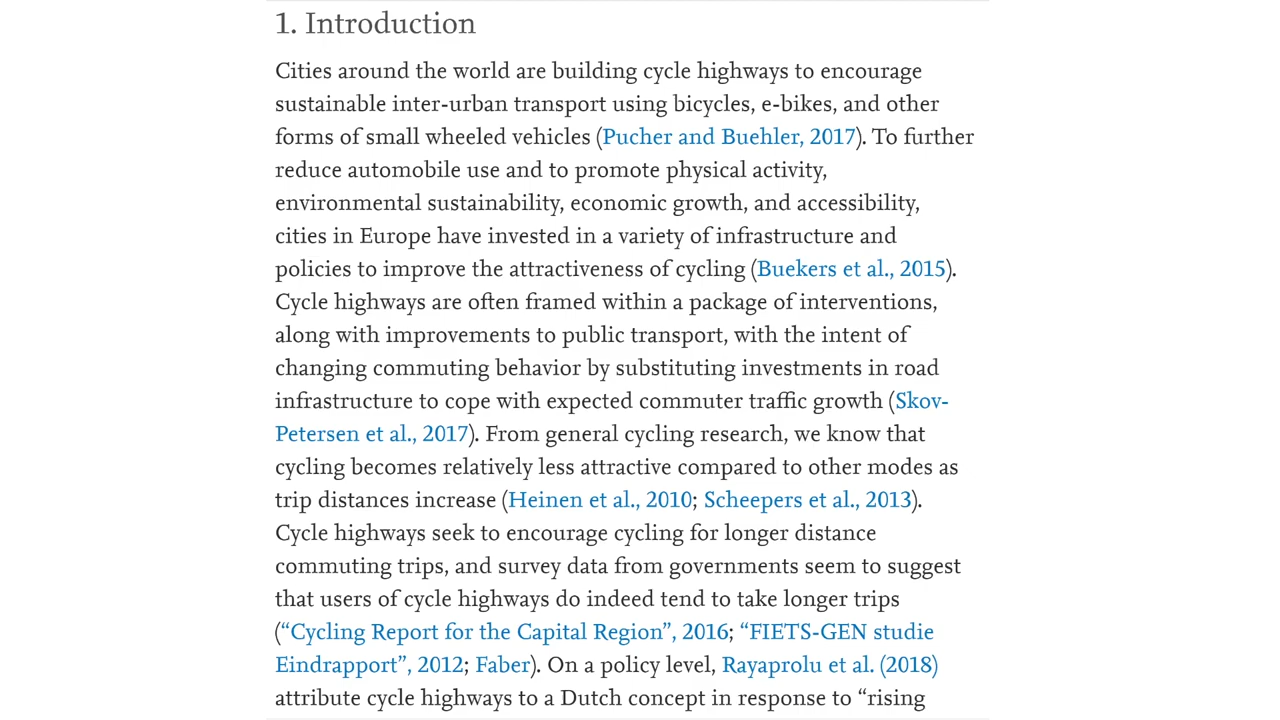 1. Introduction
Cities around the world are building cycle highways to encourage
sustainable inter-urban transport using bicycles, e-bikes, and other
forms of small wheeled vehicles (Pucher and Buehler, 2017). To further
reduce automobile use and to promote physical activity,
environmental sustainability, economic growth, and accessibility,
cities in Europe have invested in a variety of infrastructure and
policies to improve the attractiveness of cycling (Buekers et al., 2015).
Cycle highways are often framed within a package of interventions,
along with improvements to public transport, with the intent of
changing commuting behavior by substituting investments in road
infrastructure to cope with expected commuter traffic growth (Skov-
Petersen et al., 2017). From general cycling research, we know that
cycling becomes relatively less attractive compared to other modes as
trip distances increase (Heinen et al., 2010; Scheepers et al., 2013).
Cycle highways seek to encourage cycling for longer distance
commuting trips, and survey data from governments seem to suggest
that users of cycle highways do indeed tend to take longer trips
(“Cycling Report for the Capital Region”, 2016; “FIETS-GEN studie
Eindrapport”, 2012; Faber). On a policy level, Rayaprolu et al. (2018)
attribute cycle highways to a Dutch concept in response to “rising